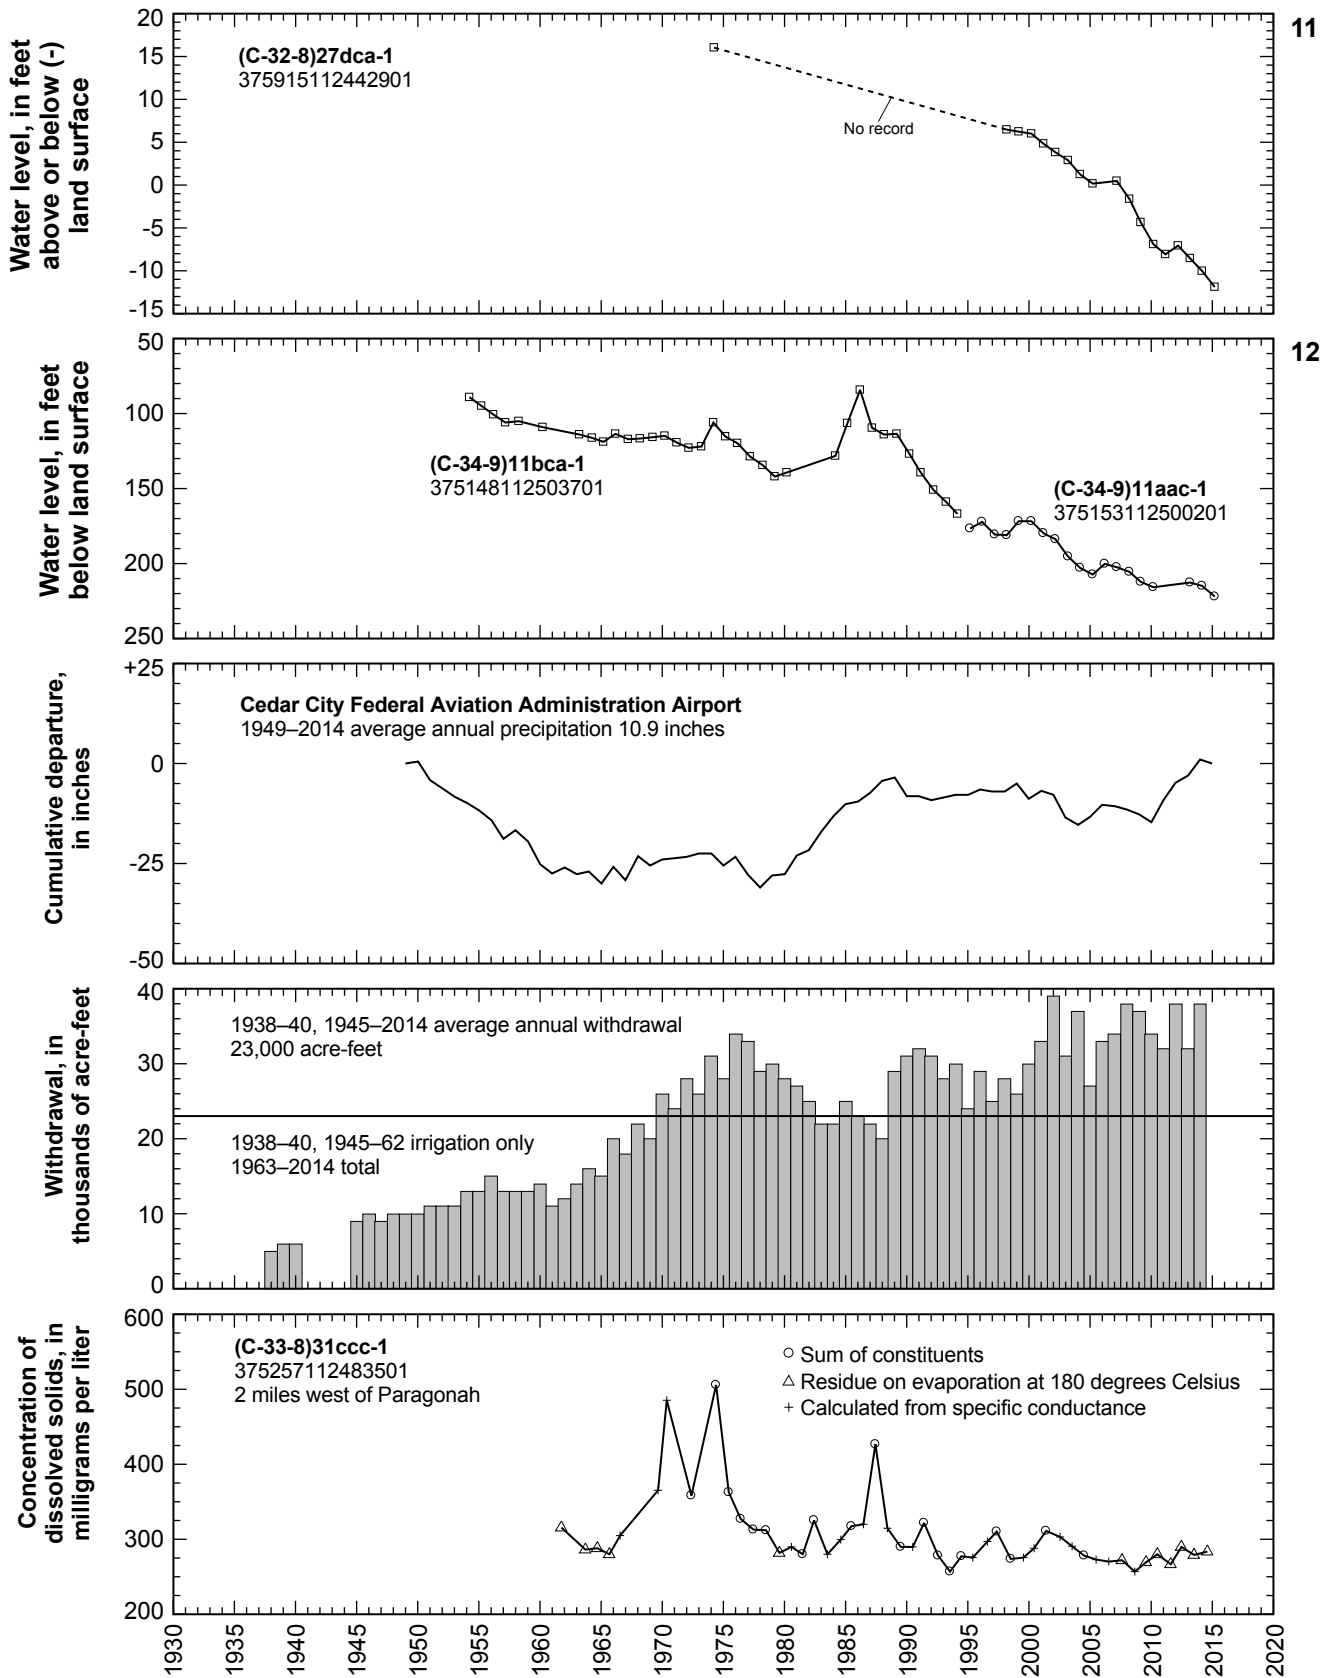 11
20
15
10
5
0
-5
-10
-15
Water level, in feet
above or below (-)
land surface
(C-32-8)27dca-1
375915112442901
No record
12
50
100
150
200
250
Water level, in feet
below land surface
(C-34-9)11bca-1
375148112503701
(C-34-9)11aac-1
375153112500201
+25
0
-25
-50
Cumulative departure,
in inches
Cedar City Federal Aviation Administration Airport
1949–2014 average annual precipitation 10.9 inches
40
30
20
10
0
Withdrawal, in
thousands of acre-feet
1938–40, 1945–2014 average annual withdrawal
23,000 acre-feet
1938–40, 1945–62 irrigation only
1963–2014 total
600
500
400
300
200
Concentration of
dissolved solids, in
milligrams per liter
(C-33-8)31ccc-1
375257112483501
2 miles west of Paragonah
Sum of constituents
Residue on evaporation at 180 degrees Celsius
Calculated from specific conductance
1930
1935
1940
1945
1950
1955
1960
1965
1970
1975
1980
1985
1990
1995
2000
2005
2010
2015
2020